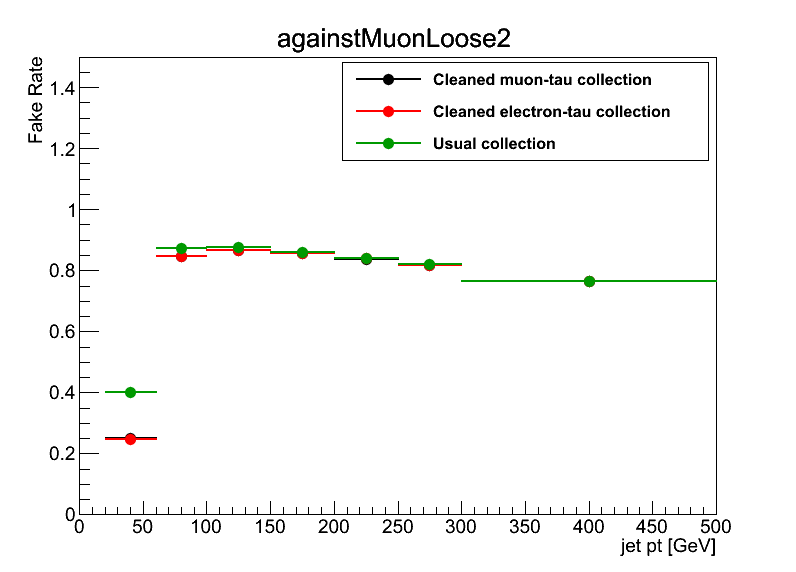 againstMuonLoose2
Fake Rate
Cleaned muon-tau collection
Cleaned electron-tau collection
Usual collection
1.4
1.2
1
0.8
0.6
0.4
0.2
0
0 50 100 150 200 250 300 350 400 450 500
jet pt [GeV]